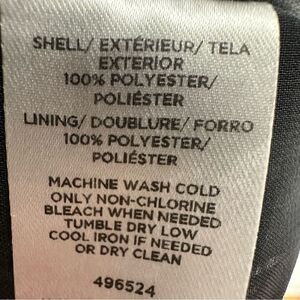 SHELL/ EXTÉRIEUR/ TELA
EXTERIOR
100% POLYESTER/
POLIÉSTER
LINING/ DOUBLURE/ FORRO
100% POLYESTER/
POLIÉSTER
MACHINE WASH COLD
ONLY NON-CHLORINE
BLEACH WHEN NEEDED
TUMBLE DRY LOW
COOL IRON IF NEEDED
OR DRY CLEAN
496524